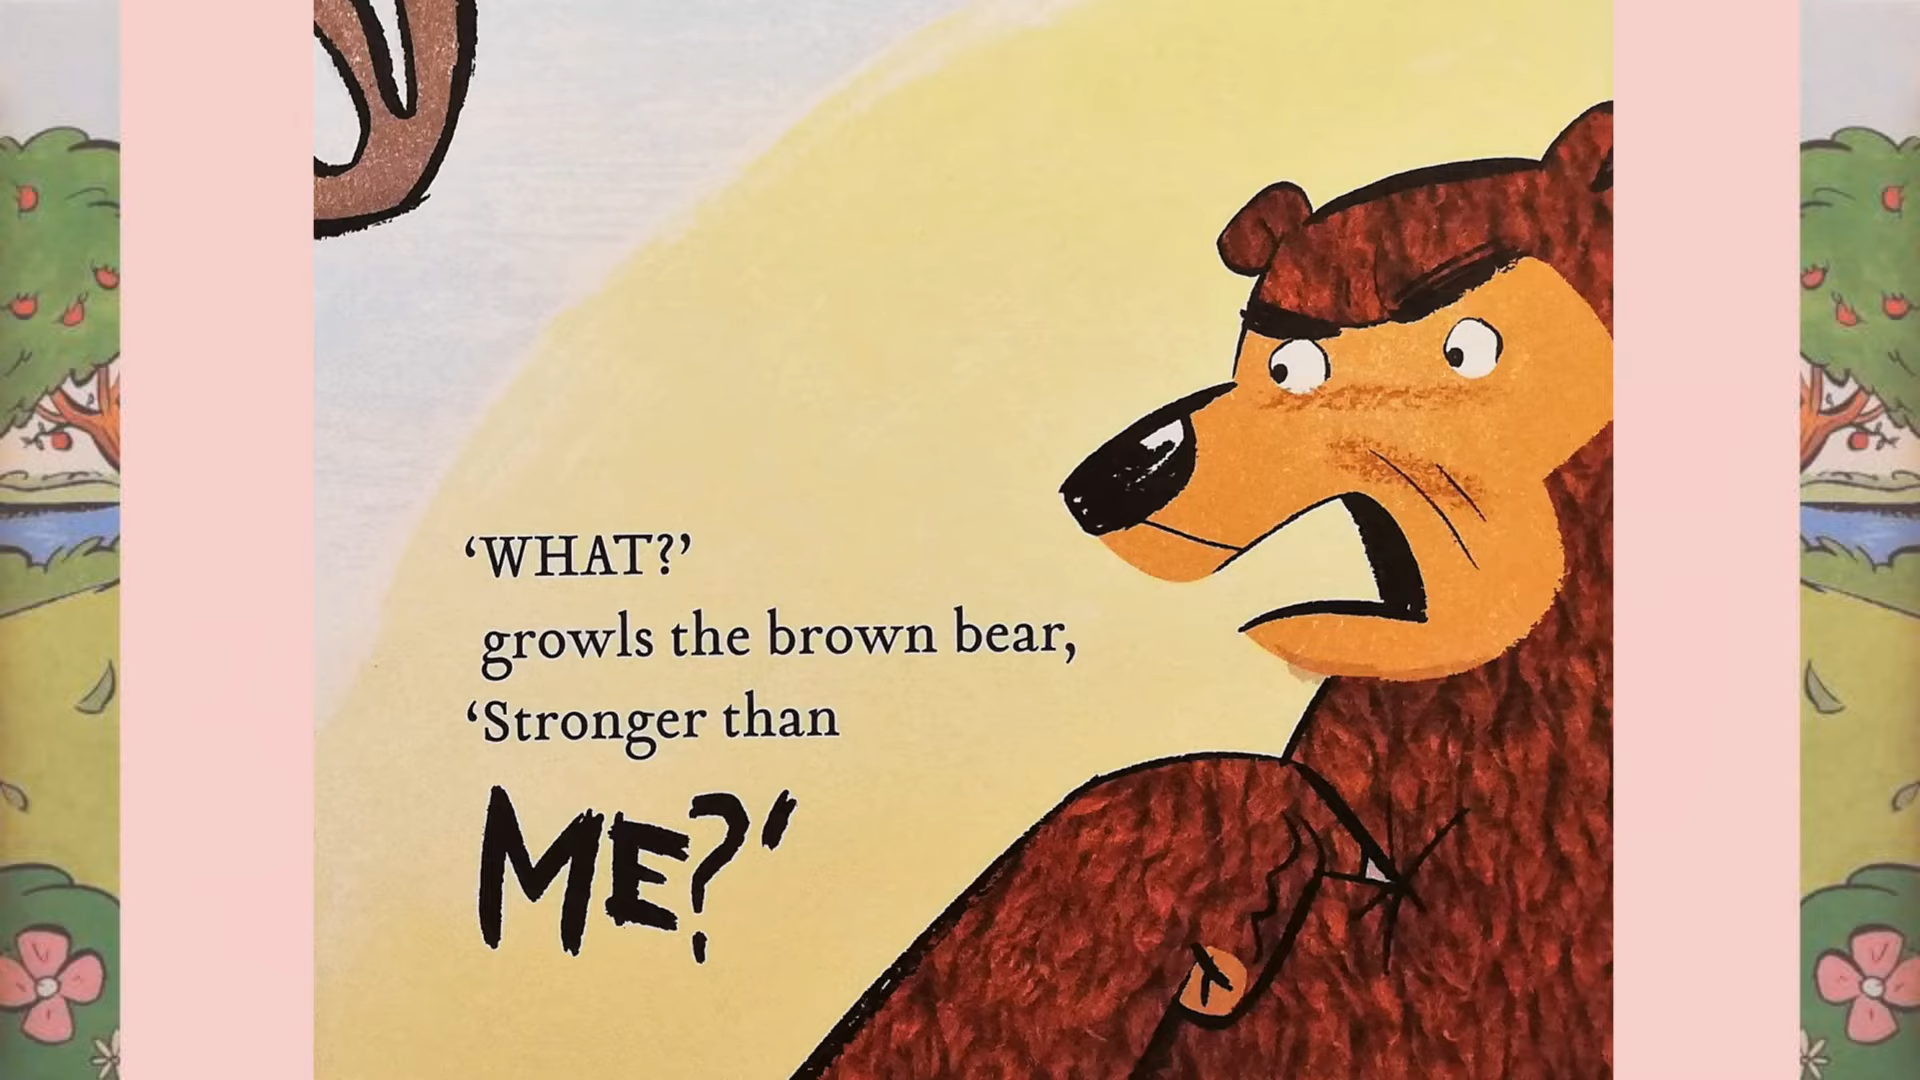 ‘WHAT?’
growls the brown bear,
‘Stronger than
ME?’